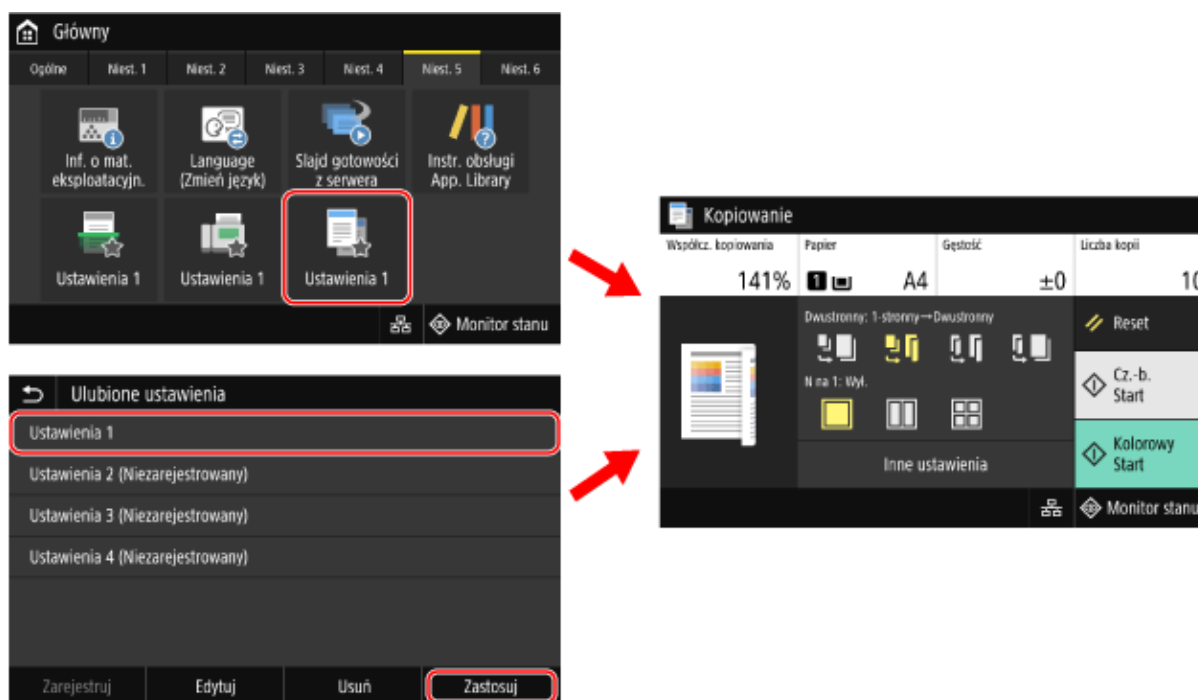 Główny
Ogólne Niest. 1 Niest. 2 Niest. 3 Niest. 4 Niest. 5 Niest. 6
Inf. o mat.
eksploatacyjn.
Language
(Zmień język)
Slajd gotowości
z serwera
Instr. obsługi
App. Library
Ustawienia 1
Ustawienia 1
Ustawienia 1
Monitor stanu
Ulubione ustawienia
Ustawienia 1
Ustawienia 2 (Niezarejestrowany)
Ustawienia 3 (Niezarejestrowany)
Ustawienia 4 (Niezarejestrowany)
Zarejestruj Edytuj Usuń Zastosuj
Kopiowanie
Współcz. kopiowania Papier Gęstość Liczba kopii
141% 1 A4 ±0 10
Dwustronny: 1-stronny→Dwustronny
N na 1: Wył.
Inne ustawienia
Reset
Cz.-b.
Start
Kolorowy
Start
Monitor stanu